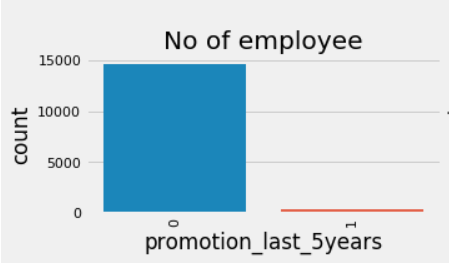 No of employee
15000
10000
5000
0
count
0
1
promotion_last_5years